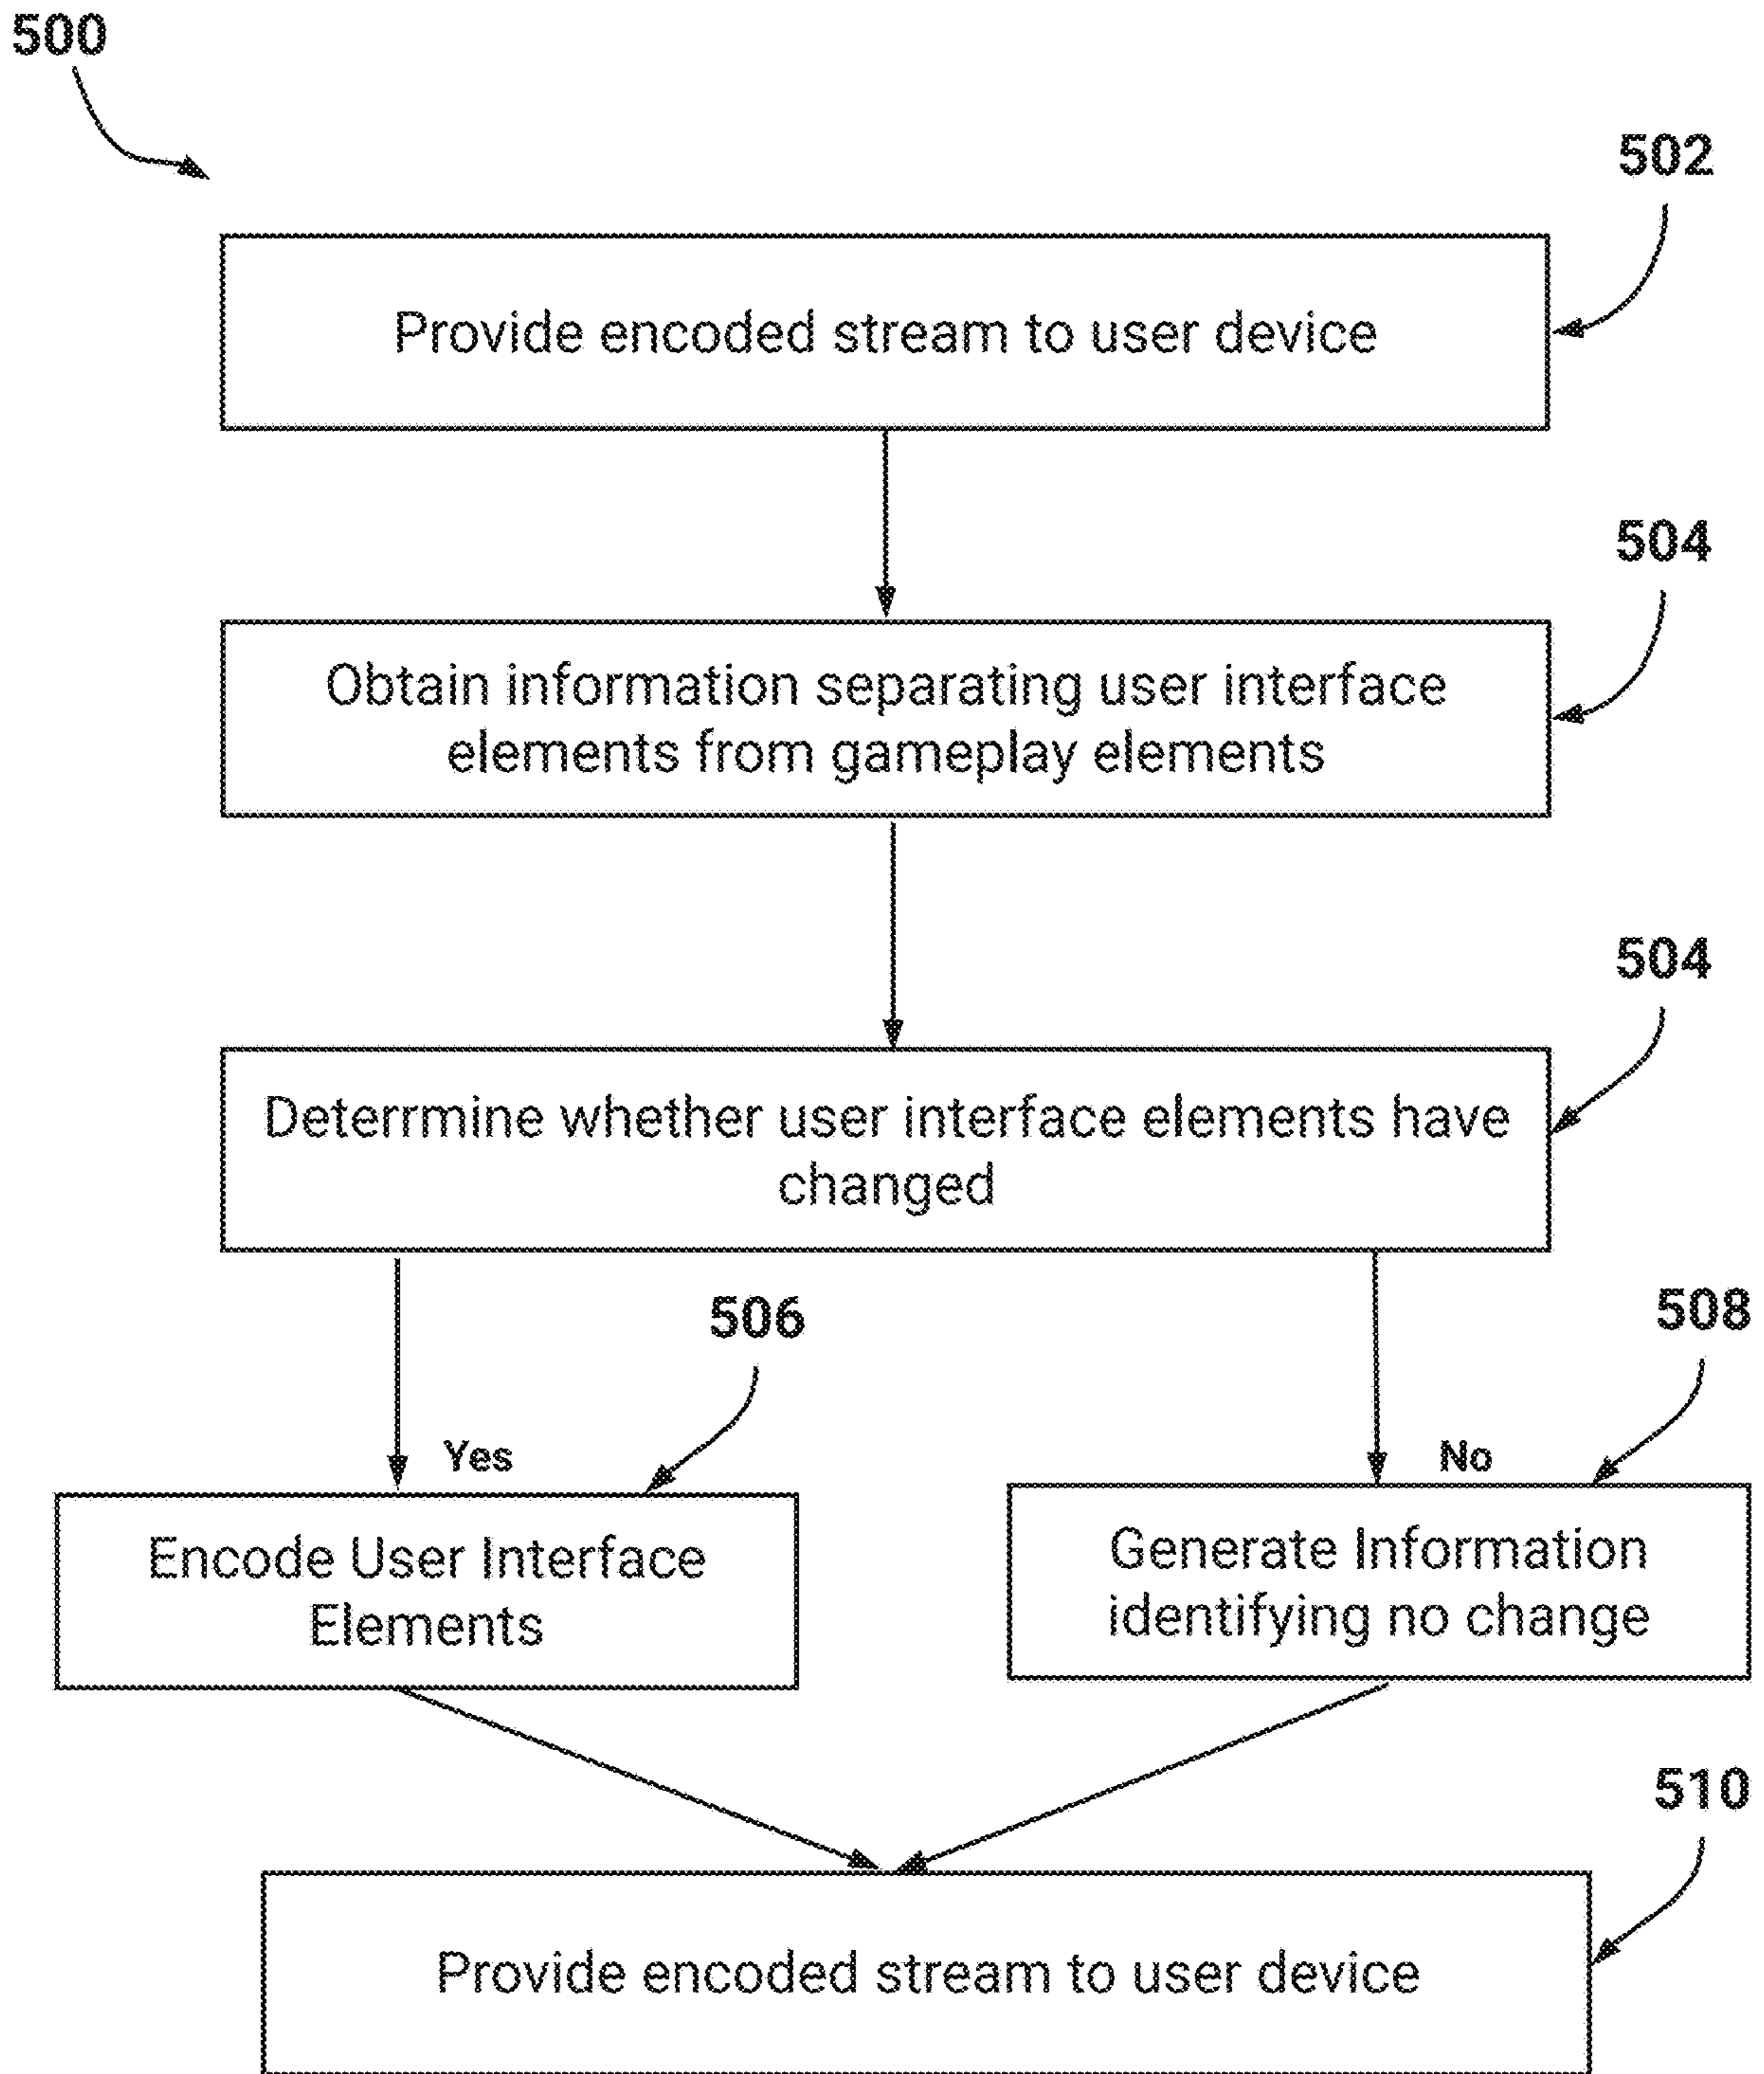 500
502
Provide encoded stream to user device
504
Obtain information separating user interface
elements from gameplay elements
504
Deterrmine whether user interface elements have
changed
506
508
Yes
No
Encode User Interface
Elements
Generate Information
identifying no change
510
Provide encoded stream to user device